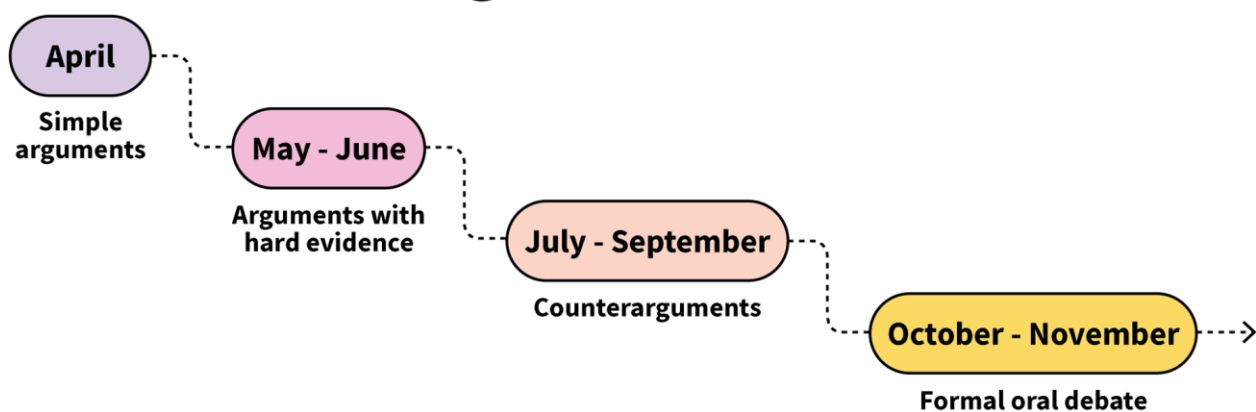 April
Simple
arguments
May - June
Arguments with
hard evidence
July - September
Counterarguments
October - November
Formal oral debate